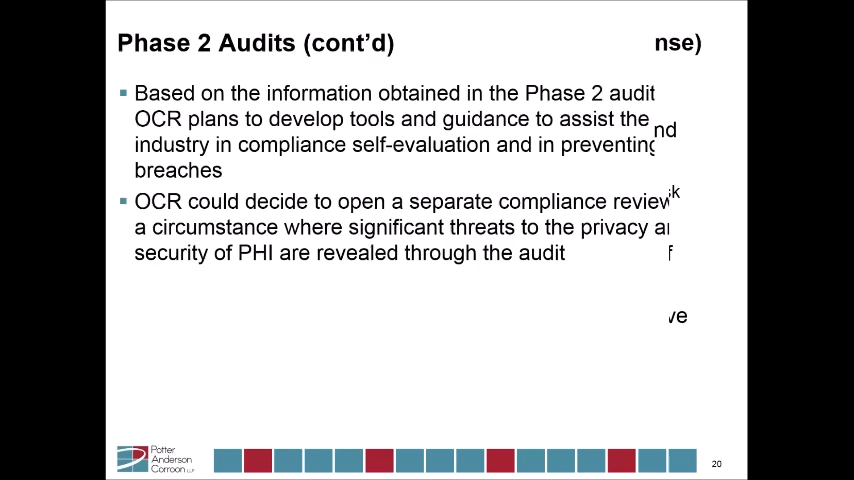 Phase 2 Audits (cont’d) nse)
Based on the information obtained in the Phase 2 audit
OCR plans to develop tools and guidance to assist the
nd
industry in compliance self-evaluation and in preventing
breaches
sk
OCR could decide to open a separate compliance review
a circumstance where significant threats to the privacy
security of PHI are revealed through the audit f
ve
Potter
Anderson
Corroon LLP
20